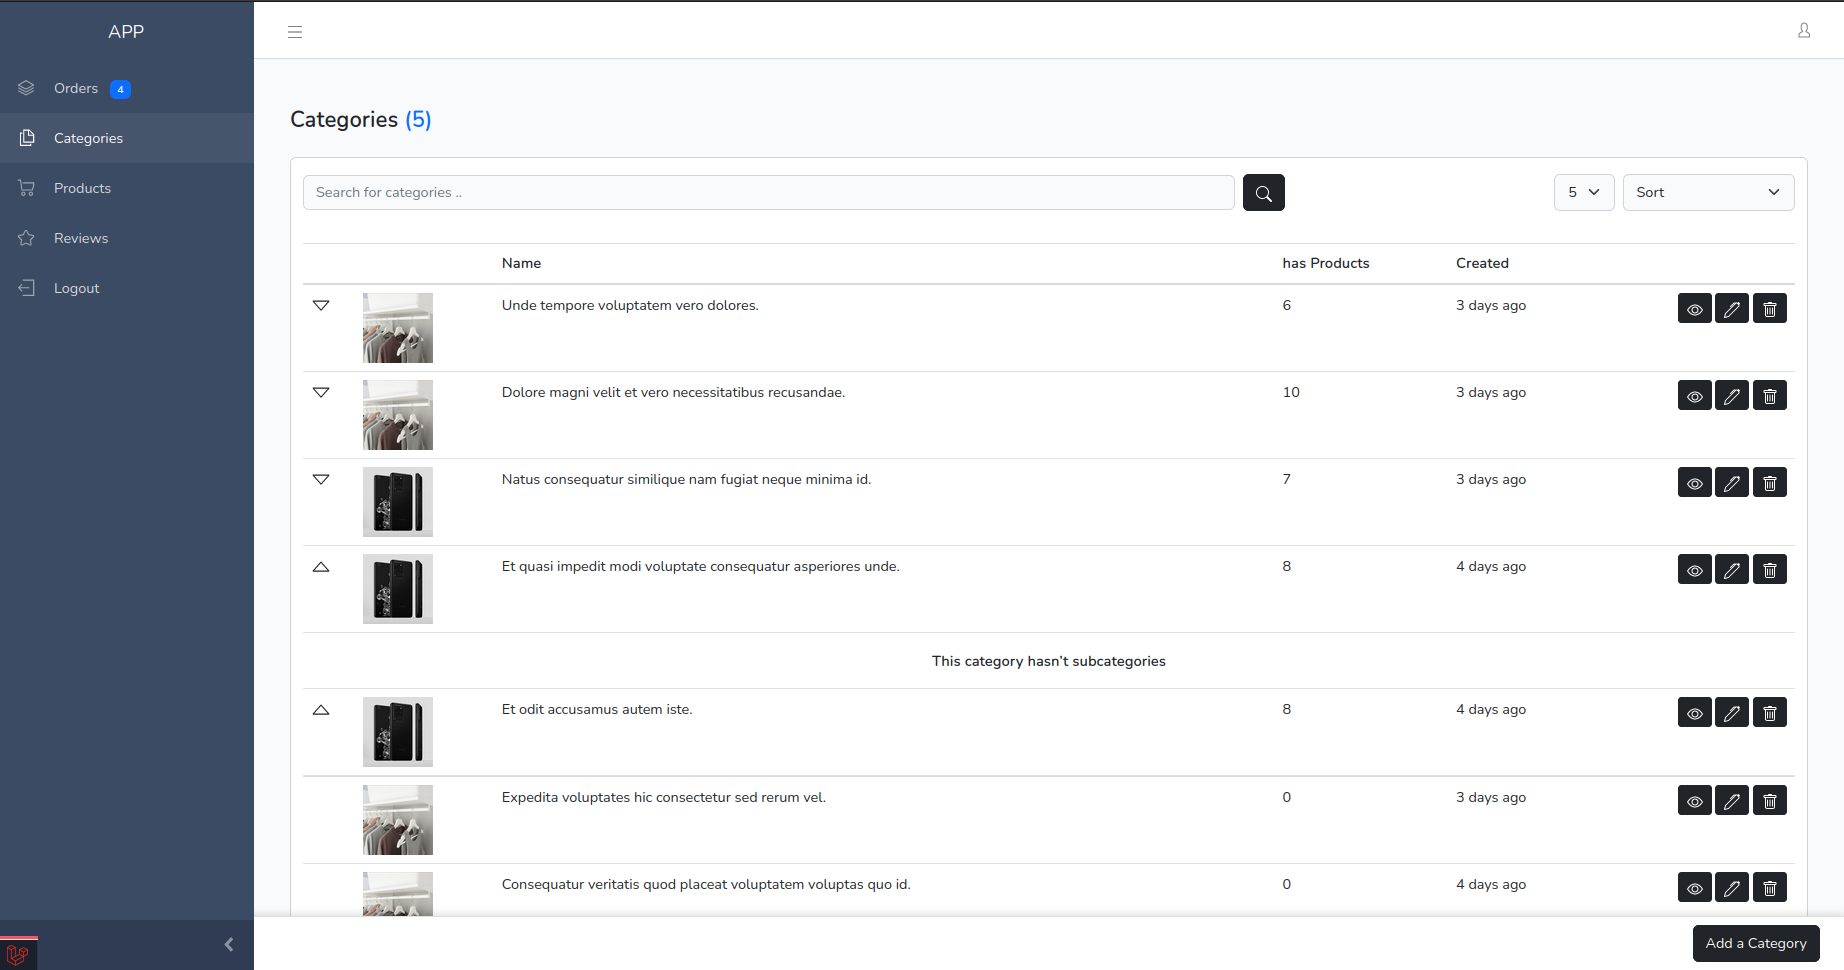 APP
Orders 4
Categories
Products
Reviews
Logout
Categories (5)
Search for categories ..
5
Sort
Name has Products Created
Unde tempore voluptatem vero dolores. 6 3 days ago
Dolore magni velit et vero necessitatibus recusandae. 10 3 days ago
Natus consequatur similique nam fugiat neque minima id. 7 3 days ago
Et quasi impedit modi voluptate consequatur asperiores unde. 8 4 days ago
This category hasn't subcategories
Et odit accusamus autem iste. 8 4 days ago
Expedita voluptates hic consectetur sed rerum vel. 0 3 days ago
Consequatur veritatis quod placeat voluptatem voluptas quo id. 0 4 days ago
Add a Category